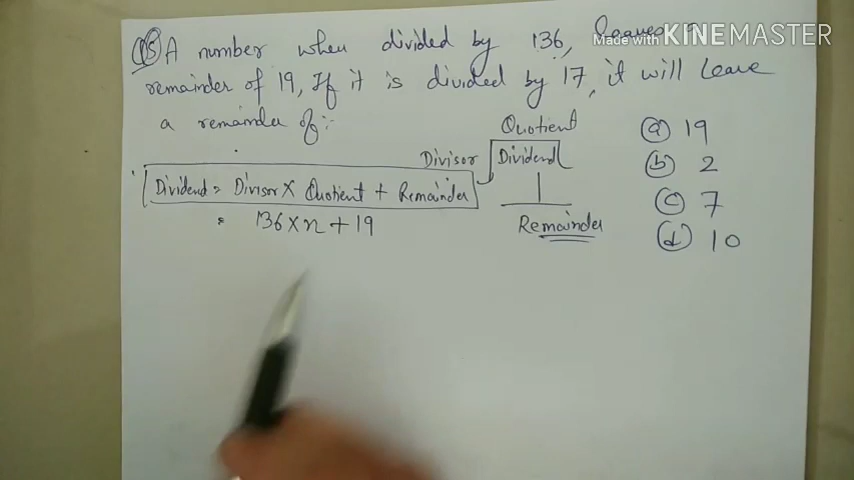 Q5 A number when divided by 136, leaves a
Made with KINEMASTER
remainder of 19, If it is divided by 17, it will leave
a remainder of:-
Quotient
Divisor Dividend
Dividend = Divisor X Quotient + Remainder
= 136 X n + 19
Remainder
(a) 19
(b) 2
(c) 7
(d) 10